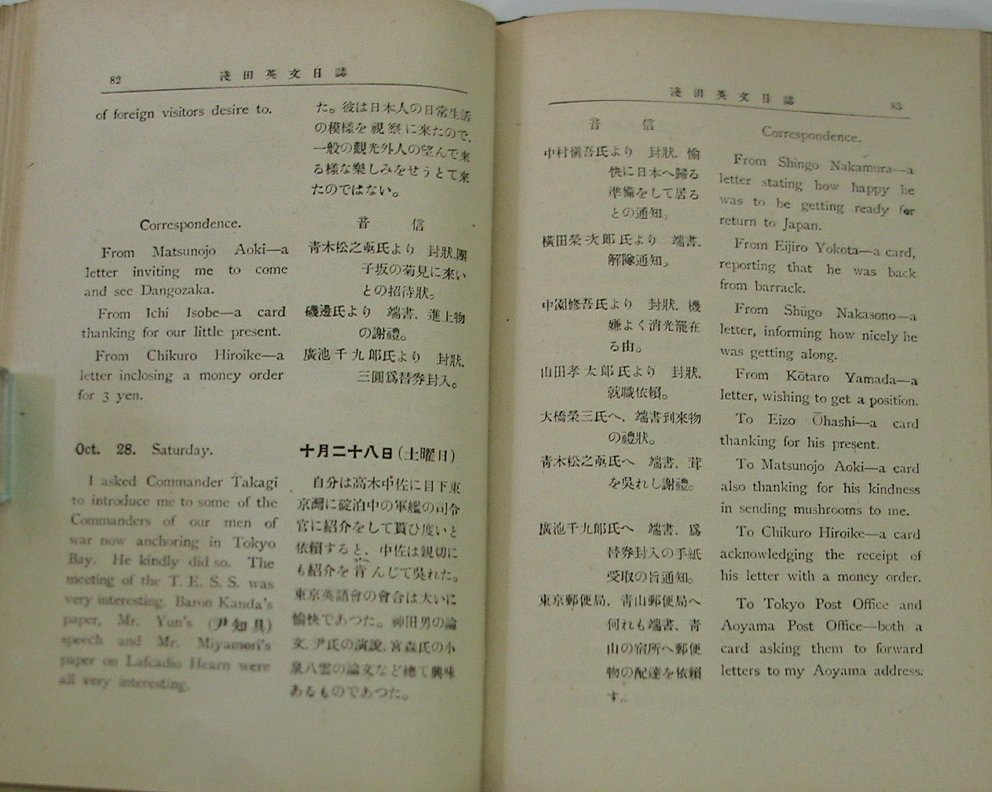 82
淺田英文日誌
of foreign visitors desire to.
た。彼は日本人の日常生活
の模樣を視察に來たので、
一般の觀光外人の望んで來
る樣な樂しみをせうとて來
たのではない。
Correspondence.
音信
From Matsunojo Aoki—a
letter inviting me to come
and see Dangozaka.
From Ichi Isobe—a card
thanking for our little present.
From Chikuro Hiroike—a
letter inclosing a money order
for 3 yen.
青木松之亟氏より 封狀、團
子坂の菊見に來い
との招待狀。
磯邊氏より 端書、進上物
の謝禮。
廣池千九郎氏より 封狀、
三圓爲替劵封入。
Oct. 28. Saturday.
十月二十八日(土曜日)
I asked Commander Takagi
to introduce me to some of the
Commanders of our men of
war now anchoring in Tokyo
Bay. He kindly did so. The
meeting of the T. E. S. S. was
very interesting. Baron Kanda's
paper, Mr. Yun's (尹知具)
speech and Mr. Miyamori's
paper on Lafcadio Hearn were
all very interesting.
自分は高木中佐に目下東
京灣に碇泊中の軍艦の司令
官に紹介をして貰ひ度いと
依賴すると、中佐は親切に
も紹介を肯んじて吳れた。
東京英語會の會合は大いに
愉快であつた。神田男の論
文、尹氏の演說、宮森氏の小
泉八雲の論文など總て興味
あるものであつた。
淺田英文日誌
83
音信
中村愼吾氏より 封狀、愉
快に日本へ歸る
準備をして居る
との通知。
橫田榮次郎氏より 端書、
解除通知。
中園修吾氏より 封狀、機
嫌よく消光罷在
る由。
山田孝太郎氏より 封狀、
就職依賴。
大橋榮三氏へ、端書到來物
の禮狀。
青木松之亟氏へ 端書、茸
を吳れし謝禮。
廣池千九郎氏へ 端書、爲
替劵封入の手紙
受取の旨通知。
東京郵便局、靑山郵便局へ
何れも端書、靑
山の宿所へ郵便
物の配達を依賴
す。
Correspondence.
From Shingo Nakamura—a
letter stating how happy he
was to be getting ready for
return to Japan.
From Eijiro Yokota—a card,
reporting that he was back
from barrack.
From Shūgo Nakasono—a
letter, informing how nicely he
was getting along.
From Kōtaro Yamada—a
letter, wishing to get a position.
To Eizo Ōhashi—a card
thanking for his present.
To Matsunojo Aoki—a card
also thanking for his kindness
in sending mushrooms to me.
To Chikuro Hiroike—a card
acknowledging the receipt of
his letter with a money order.
To Tokyo Post Office and
Aoyama Post Office—both a
card asking them to forward
letters to my Aoyama address.